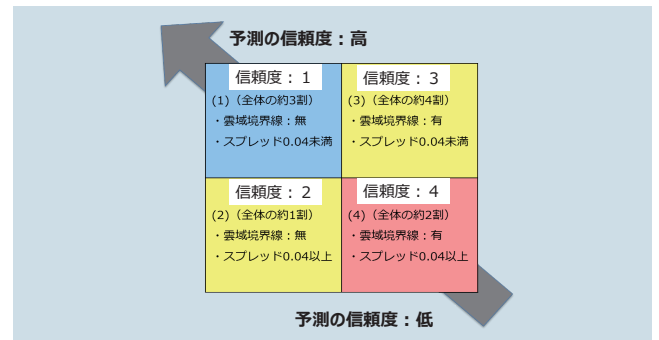 予測の信頼度：高
信頼度：1
(1)（全体の約3割）
・雲域境界線：無
・スプレッド0.04未満
信頼度：3
(3)（全体の約4割）
・雲域境界線：有
・スプレッド0.04未満
信頼度：2
(2)（全体の約1割）
・雲域境界線：無
・スプレッド0.04以上
信頼度：4
(4)（全体の約2割）
・雲域境界線：有
・スプレッド0.04以上
予測の信頼度：低